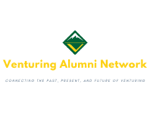 Venturing Alumni Network
CONNECTING THE PAST, PRESENT, AND FUTURE OF VENTURING